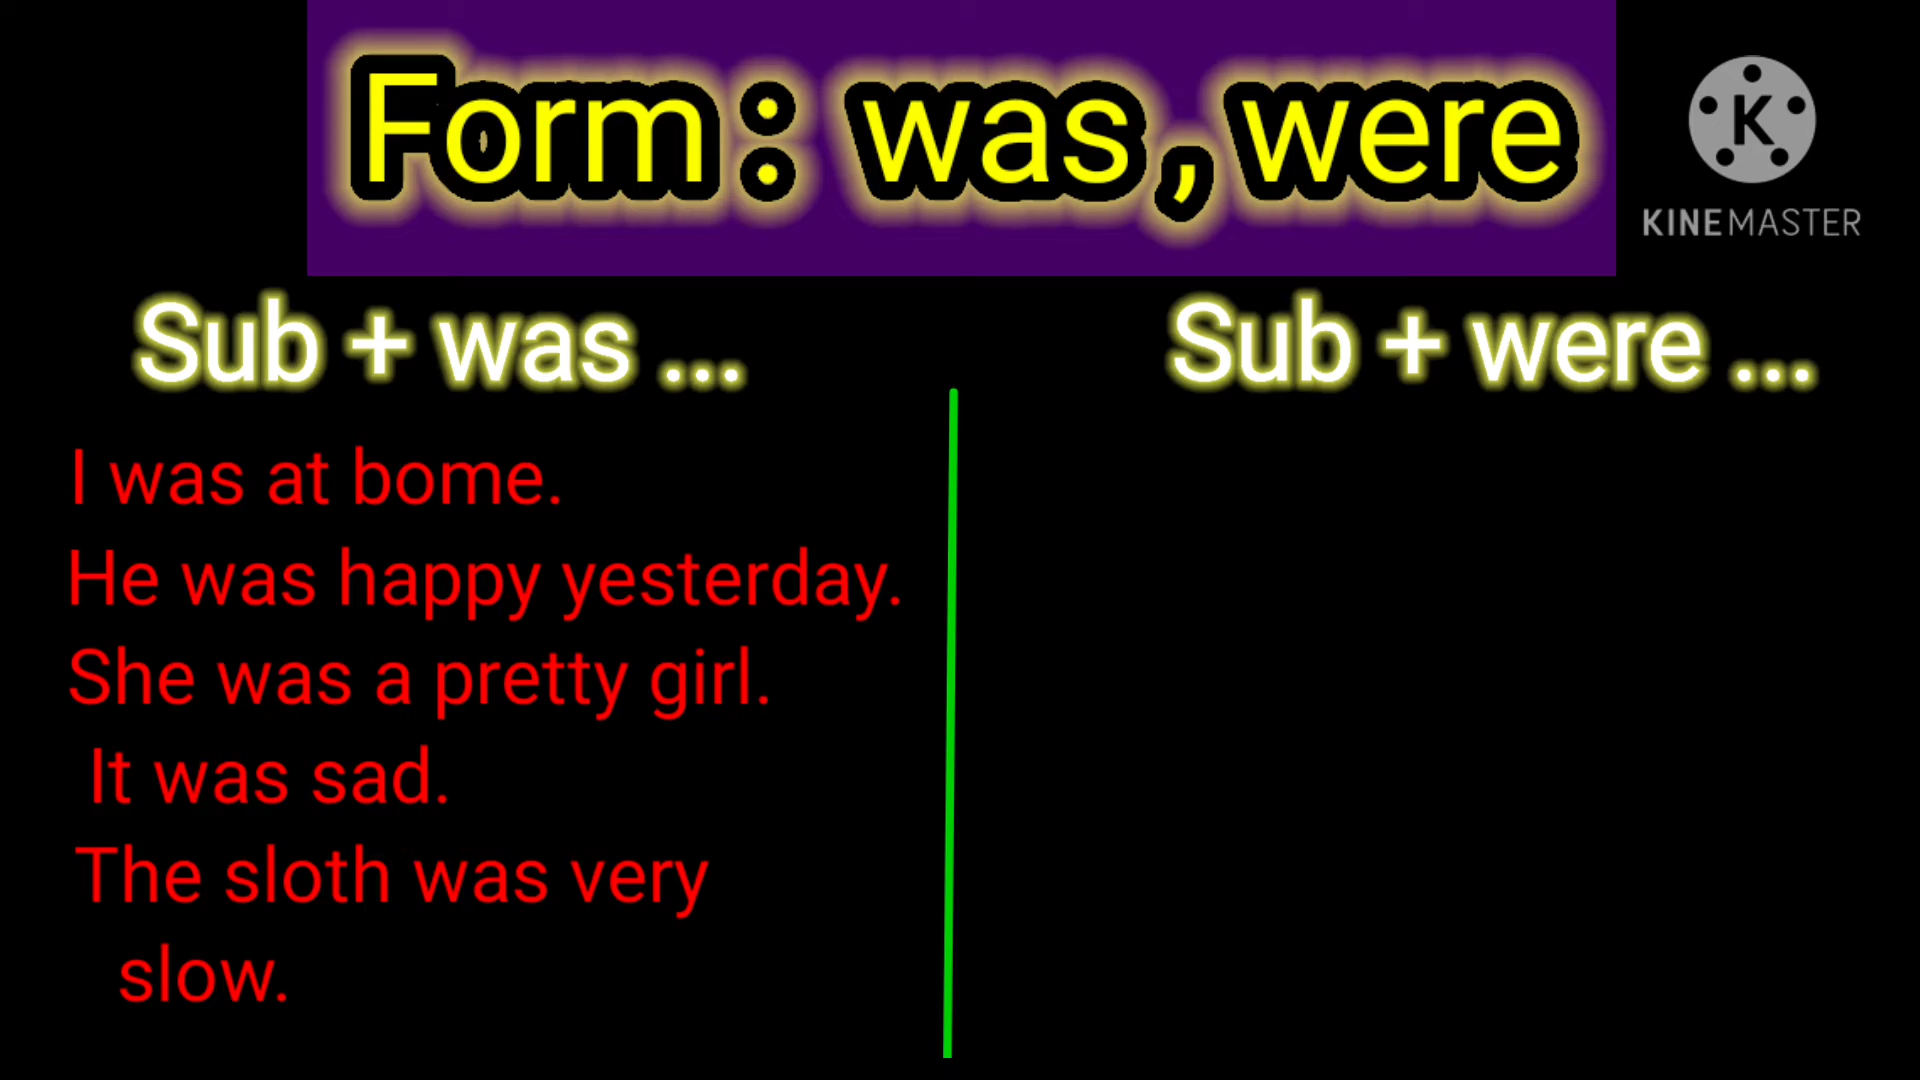 Form: was, were
KINEMASTER
Sub + was ...
Sub + were ...
I was at bome.
He was happy yesterday.
She was a pretty girl.
It was sad.
The sloth was very
slow.